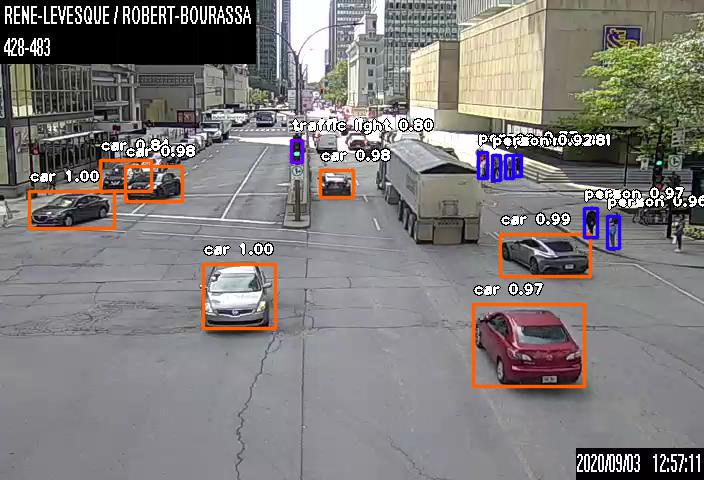 RENE-LEVESQUE / ROBERT-BOURASSA
428-483
traffic light 0.80
car 0.98
car 0.98
car 1.00
person 0.97
car 0.99
car 1.00
car 0.97
2020/09/03 12:57:11